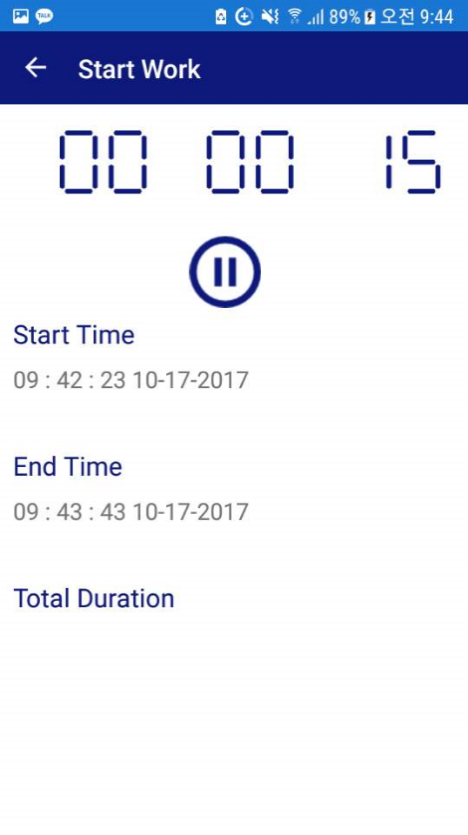 TALK 89% 오전 9:44
Start Work
00 00 15
Start Time
09 : 42 : 23 10-17-2017
End Time
09 : 43 : 43 10-17-2017
Total Duration